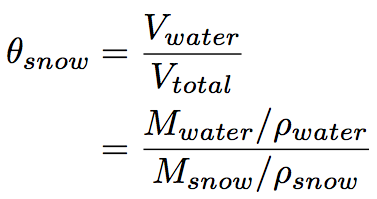 θ_snow = V_water / V_total
= M_water/ρ_water / M_snow/ρ_snow